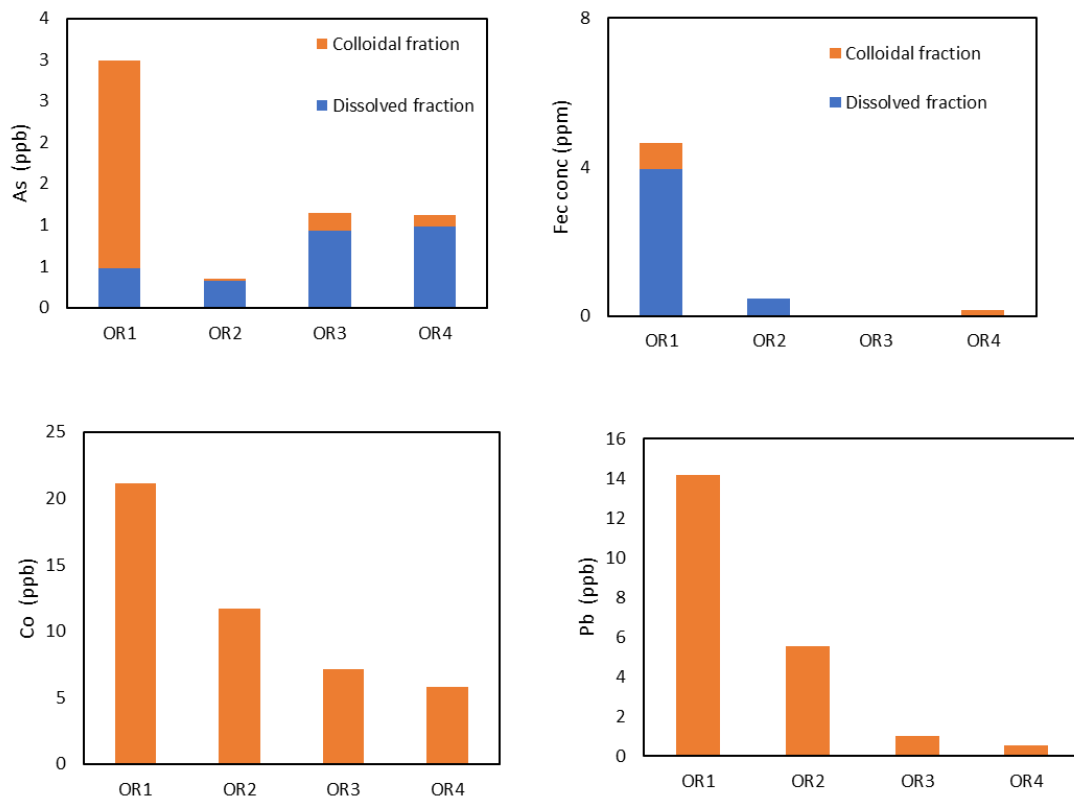 4
3
3
2
2
1
1
0
As (ppb)
Colloidal fration
Dissolved fraction
OR1 OR2 OR3 OR4
8
4
0
Fec conc (ppm)
Colloidal fraction
Dissolved fraction
OR1 OR2 OR3 OR4
25
20
15
10
5
0
Co (ppb)
OR1 OR2 OR3 OR4
16
14
12
10
8
6
4
2
0
Pb (ppb)
OR1 OR2 OR3 OR4